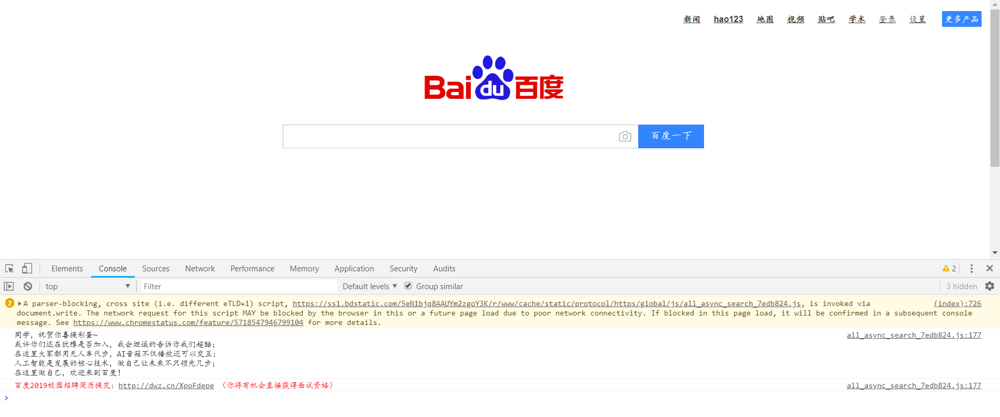 新闻 hao123 地图 视频 贴吧 学术 登录 设置 更多产品
Bai du 百度
百度一下
Elements Console Sources Network Performance Memory Application Security Audits 2
top Filter Default levels Group similar 3 hidden
2 A parser-blocking, cross site (i.e. different eTLD+1) script, https://ss1.bdstatic.com/5eN1bjq8AAUYm2zgoY3K/r/www/cache/static/protocol/https/global/js/all_async_search_7edb824.js, is invoked via (index):726
document.write. The network request for this script MAY be blocked by the browser in this or a future page load due to poor network connectivity. If blocked in this page load, it will be confirmed in a subsequent console
message. See https://www.chromestatus.com/feature/5718547946799104 for more details.
同学，祝贺你喜提彩蛋~ all_async_search_7edb824.js:177
或许你们还在犹豫是否加入，我会坦诚的告诉你我们超酷；
在这里大家都用无人车代步，AI音箱不仅播放还可以交互；
人工智能是发展的核心技术，做自己让未来不只领先几步；
在这里做自己，欢迎来到百度！
百度2019校园招聘简历提交：http://dwz.cn/XpoFdepe （你将有机会直接获得面试资格） all_async_search_7edb824.js:177